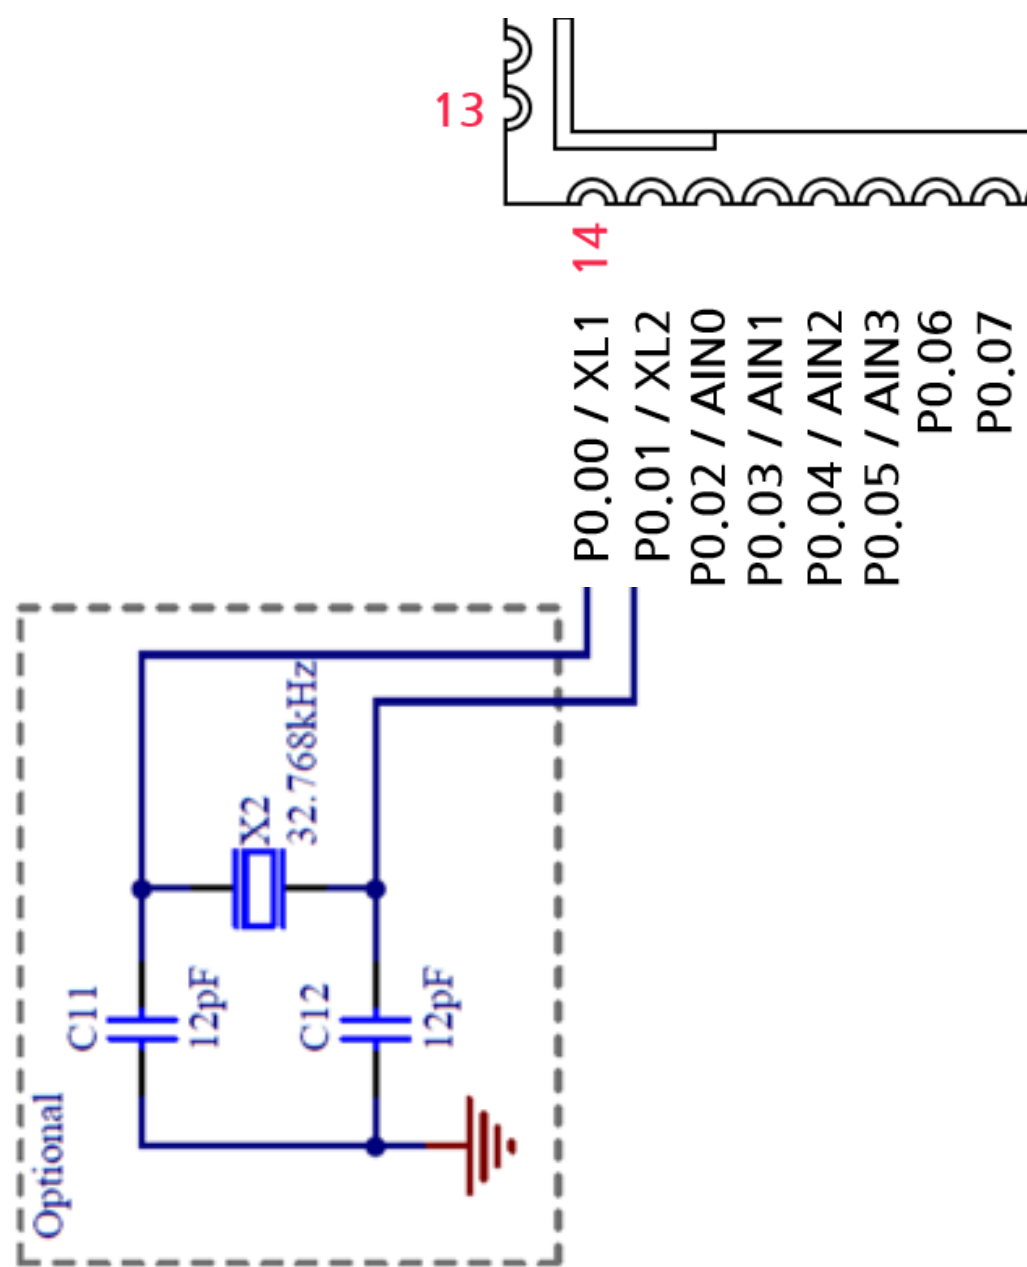 13
14
P0.00 / XL1
P0.01 / XL2
P0.02 / AIN0
P0.03 / AIN1
P0.04 / AIN2
P0.05 / AIN3
P0.06
P0.07
X2
32.768kHz
C11
12pF
C12
12pF
Optional